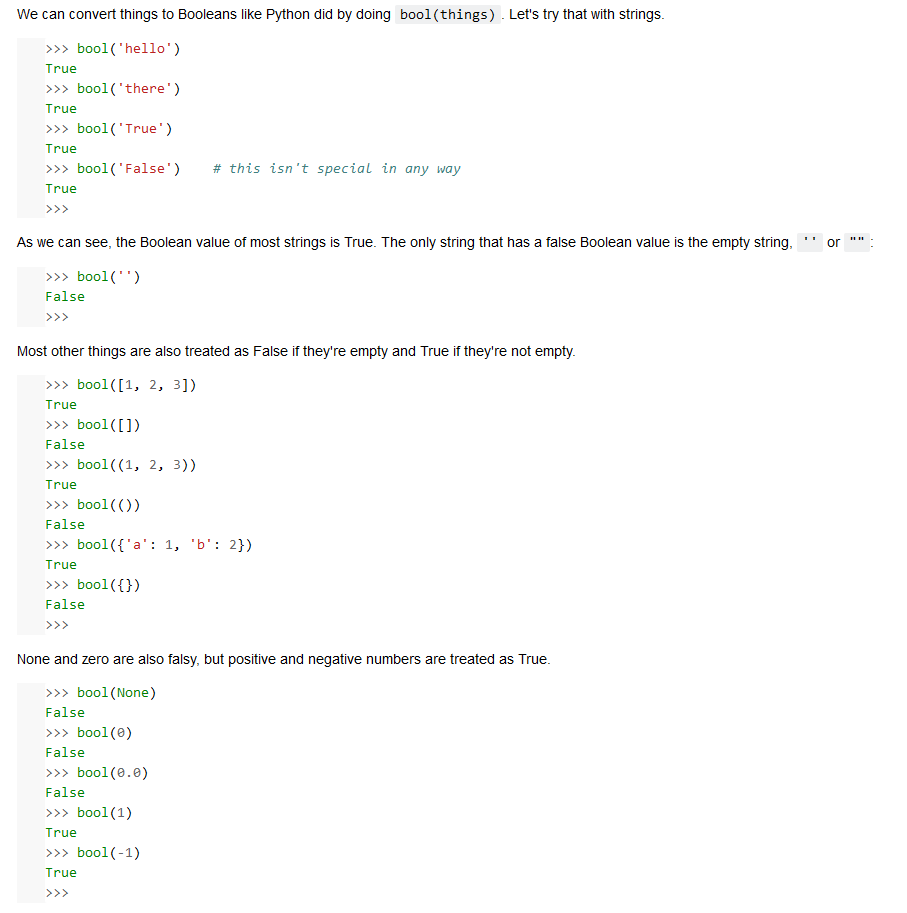 We can convert things to Booleans like Python did by doing bool(things) . Let's try that with strings.
>>> bool('hello')
True
>>> bool('there')
True
>>> bool('True')
True
>>> bool('False')    # this isn't special in any way
True
>>>
As we can see, the Boolean value of most strings is True. The only string that has a false Boolean value is the empty string, '' or "" :
>>> bool('')
False
>>>
Most other things are also treated as False if they're empty and True if they're not empty.
>>> bool([1, 2, 3])
True
>>> bool([])
False
>>> bool((1, 2, 3))
True
>>> bool(())
False
>>> bool({'a': 1, 'b': 2})
True
>>> bool({})
False
>>>
None and zero are also falsy, but positive and negative numbers are treated as True.
>>> bool(None)
False
>>> bool(0)
False
>>> bool(0.0)
False
>>> bool(1)
True
>>> bool(-1)
True
>>>